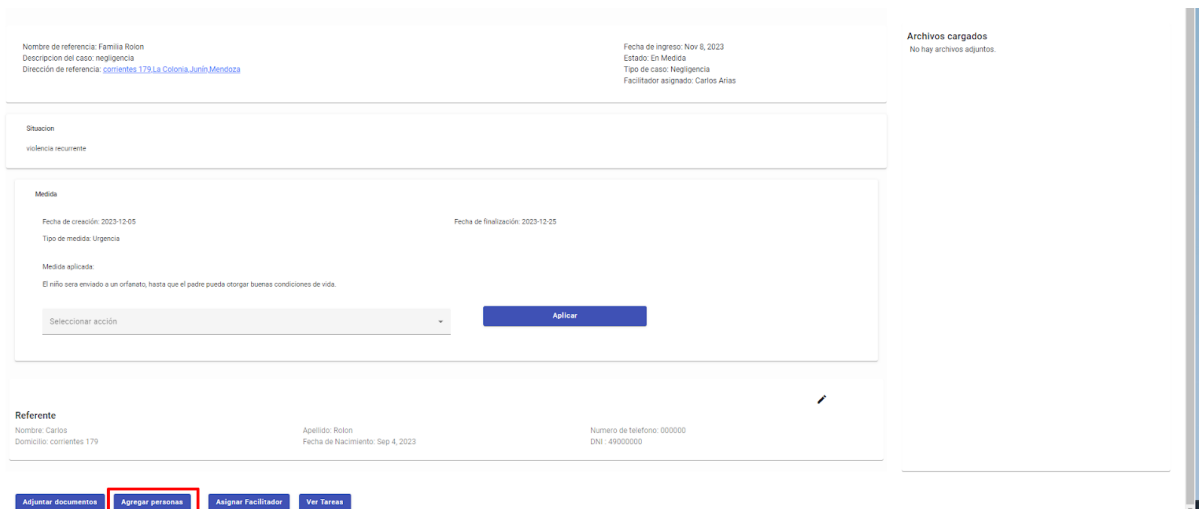 Nombre de referencia: Familia Rolon
Descripcion del caso: negligencia
Dirección de referencia: corrientes 179,La Colonia,Junín,Mendoza
Fecha de ingreso: Nov 8, 2023
Estado: En Medida
Tipo de caso: Negligencia
Facilitador asignado: Carlos Arias
Archivos cargados
No hay archivos adjuntos.
Situacion
violencia recurrente
Medida
Fecha de creación: 2023-12-05
Fecha de finalización: 2023-12-25
Tipo de medida: Urgencia
Medida aplicada:
El niño sera enviado a un orfanato, hasta que el padre pueda otorgar buenas condiciones de vida.
Seleccionar acción
Aplicar
Referente
Nombre: Carlos
Apellido: Rolon
Numero de telefono: 000000
Domicilio: corrientes 179
Fecha de Nacimiento: Sep 4, 2023
DNI : 49000000
Adjuntar documentos
Agregar personas
Asignar Facilitador
Ver Tareas